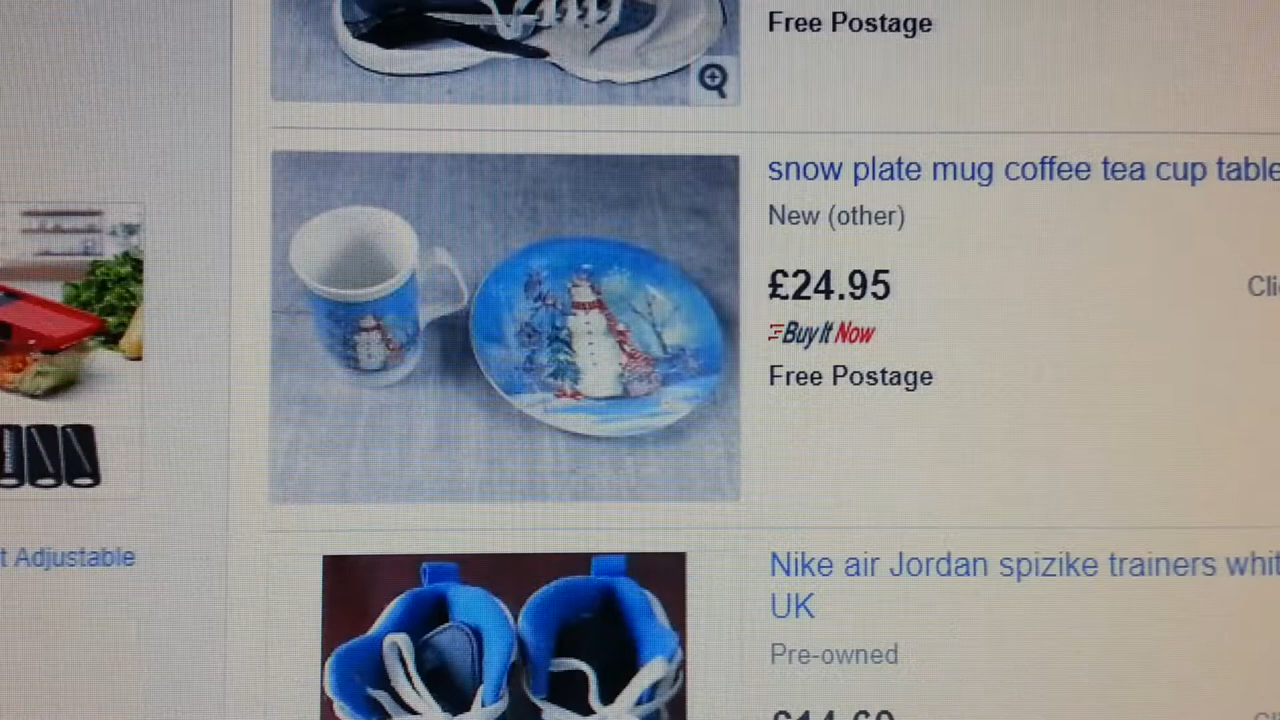 Free Postage
snow plate mug coffee tea cup table
New (other)
£24.95
Buy It Now
Free Postage
t Adjustable
Nike air Jordan spizike trainers whit
UK
Pre-owned